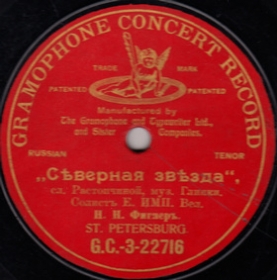 GRAMOPHONE CONCERT RECORD
TRADE MARK
PATENTED PATENTED
Manufactured by
The Gramophone and Typewriter Ltd.,
and Sister Companies.
RUSSIAN TENOR
„Сѣверная звѣзда“,
сл. Растопчиной, муз. Глинки,
Солистъ Е. ИМП. Вел.
Н. Н. Фигнеръ.
ST. PETERSBURG
G.C.-3-22716